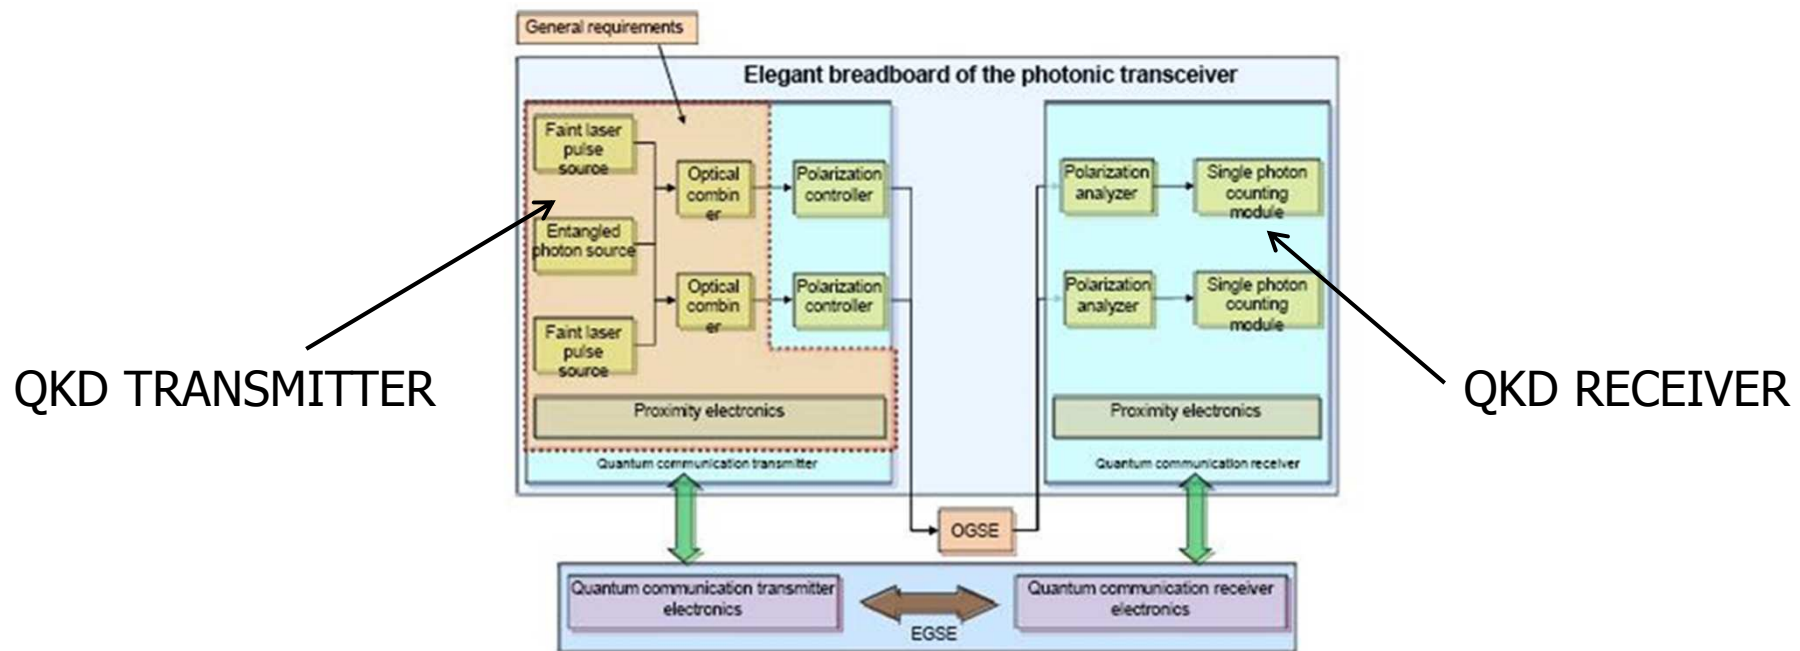 General requirements
Elegant breadboard of the photonic transceiver
Faint laser
pulse
source
Entangled
photon source
Faint laser
pulse
source
Optical
combin
er
Optical
combin
er
Polarization
controller
Polarization
controller
Proximity electronics
Quantum communication transmitter
Polarization
analyzer
Single photon
counting
module
Polarization
analyzer
Single photon
counting
module
Proximity electronics
Quantum communication receiver
QKD TRANSMITTER
QKD RECEIVER
OGSE
Quantum communication transmitter
electronics
EGSE
Quantum communication receiver
electronics